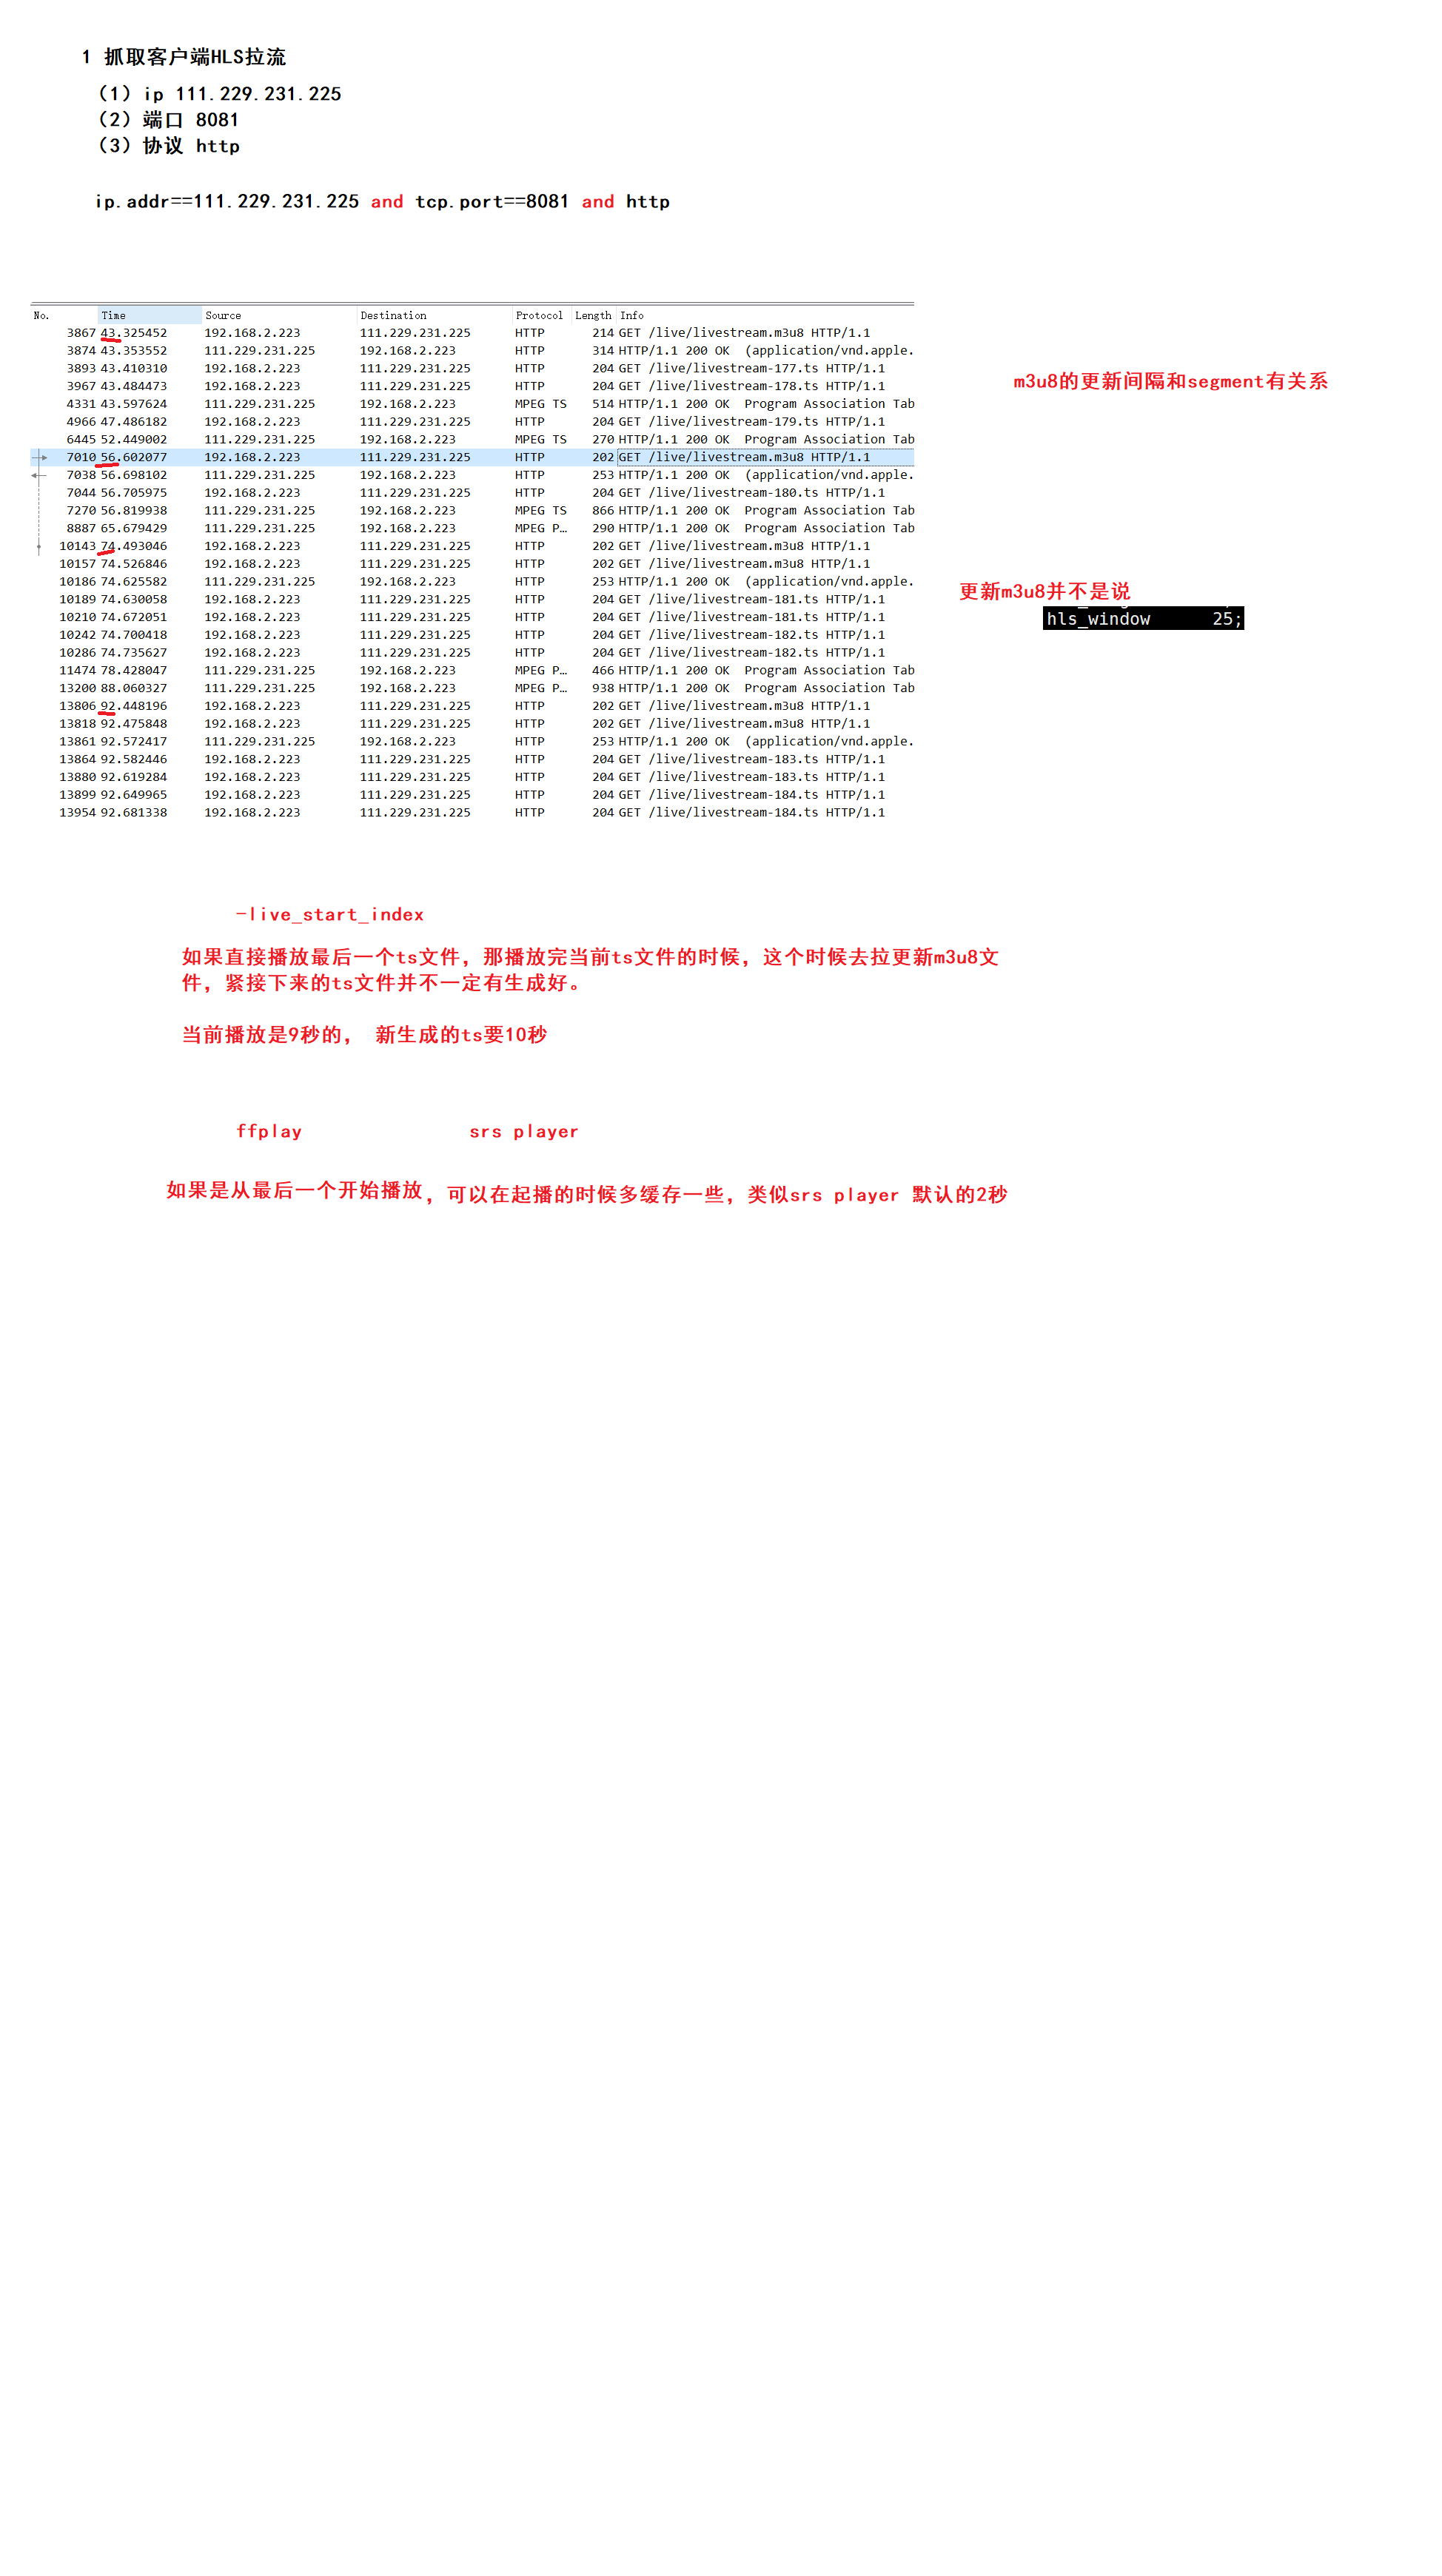 1 抓取客户端HLS拉流
（1）ip 111.229.231.225
（2）端口 8081
（3）协议 http
ip.addr==111.229.231.225 and tcp.port==8081 and http
No. Time Source Destination Protocol Length Info
3867 43.325452 192.168.2.223 111.229.231.225 HTTP 214 GET /live/livestream.m3u8 HTTP/1.1
3874 43.353552 111.229.231.225 192.168.2.223 HTTP 314 HTTP/1.1 200 OK (application/vnd.apple.
3893 43.410310 192.168.2.223 111.229.231.225 HTTP 204 GET /live/livestream-177.ts HTTP/1.1
m3u8的更新间隔和segment有关系
3967 43.484473 192.168.2.223 111.229.231.225 HTTP 204 GET /live/livestream-178.ts HTTP/1.1
4331 43.597624 111.229.231.225 192.168.2.223 MPEG TS 514 HTTP/1.1 200 OK Program Association Tab
4966 47.486182 192.168.2.223 111.229.231.225 HTTP 204 GET /live/livestream-179.ts HTTP/1.1
6445 52.449002 111.229.231.225 192.168.2.223 MPEG TS 270 HTTP/1.1 200 OK Program Association Tab
7010 56.602077 192.168.2.223 111.229.231.225 HTTP 202 GET /live/livestream.m3u8 HTTP/1.1
7038 56.698102 111.229.231.225 192.168.2.223 HTTP 253 HTTP/1.1 200 OK (application/vnd.apple.
7044 56.705975 192.168.2.223 111.229.231.225 HTTP 204 GET /live/livestream-180.ts HTTP/1.1
7270 56.819938 111.229.231.225 192.168.2.223 MPEG TS 866 HTTP/1.1 200 OK Program Association Tab
8887 65.679429 111.229.231.225 192.168.2.223 MPEG P… 290 HTTP/1.1 200 OK Program Association Tab
10143 74.493046 192.168.2.223 111.229.231.225 HTTP 202 GET /live/livestream.m3u8 HTTP/1.1
10157 74.526846 192.168.2.223 111.229.231.225 HTTP 202 GET /live/livestream.m3u8 HTTP/1.1
10186 74.625582 111.229.231.225 192.168.2.223 HTTP 253 HTTP/1.1 200 OK (application/vnd.apple.
更新m3u8并不是说
10189 74.630058 192.168.2.223 111.229.231.225 HTTP 204 GET /live/livestream-181.ts HTTP/1.1
10210 74.672051 192.168.2.223 111.229.231.225 HTTP 204 GET /live/livestream-181.ts HTTP/1.1
hls_window 25;
10242 74.700418 192.168.2.223 111.229.231.225 HTTP 204 GET /live/livestream-182.ts HTTP/1.1
10286 74.735627 192.168.2.223 111.229.231.225 HTTP 204 GET /live/livestream-182.ts HTTP/1.1
11474 78.428047 111.229.231.225 192.168.2.223 MPEG P… 466 HTTP/1.1 200 OK Program Association Tab
13200 88.060327 111.229.231.225 192.168.2.223 MPEG P… 938 HTTP/1.1 200 OK Program Association Tab
13806 92.448196 192.168.2.223 111.229.231.225 HTTP 202 GET /live/livestream.m3u8 HTTP/1.1
13818 92.475848 192.168.2.223 111.229.231.225 HTTP 202 GET /live/livestream.m3u8 HTTP/1.1
13861 92.572417 111.229.231.225 192.168.2.223 HTTP 253 HTTP/1.1 200 OK (application/vnd.apple.
13864 92.582446 192.168.2.223 111.229.231.225 HTTP 204 GET /live/livestream-183.ts HTTP/1.1
13880 92.619284 192.168.2.223 111.229.231.225 HTTP 204 GET /live/livestream-183.ts HTTP/1.1
13899 92.649965 192.168.2.223 111.229.231.225 HTTP 204 GET /live/livestream-184.ts HTTP/1.1
13954 92.681338 192.168.2.223 111.229.231.225 HTTP 204 GET /live/livestream-184.ts HTTP/1.1
-live_start_index
如果直接播放最后一个ts文件，那播放完当前ts文件的时候，这个时候去拉更新m3u8文
件，紧接下来的ts文件并不一定有生成好。
当前播放是9秒的， 新生成的ts要10秒
ffplay srs player
如果是从最后一个开始播放，可以在起播的时候多缓存一些，类似srs player 默认的2秒